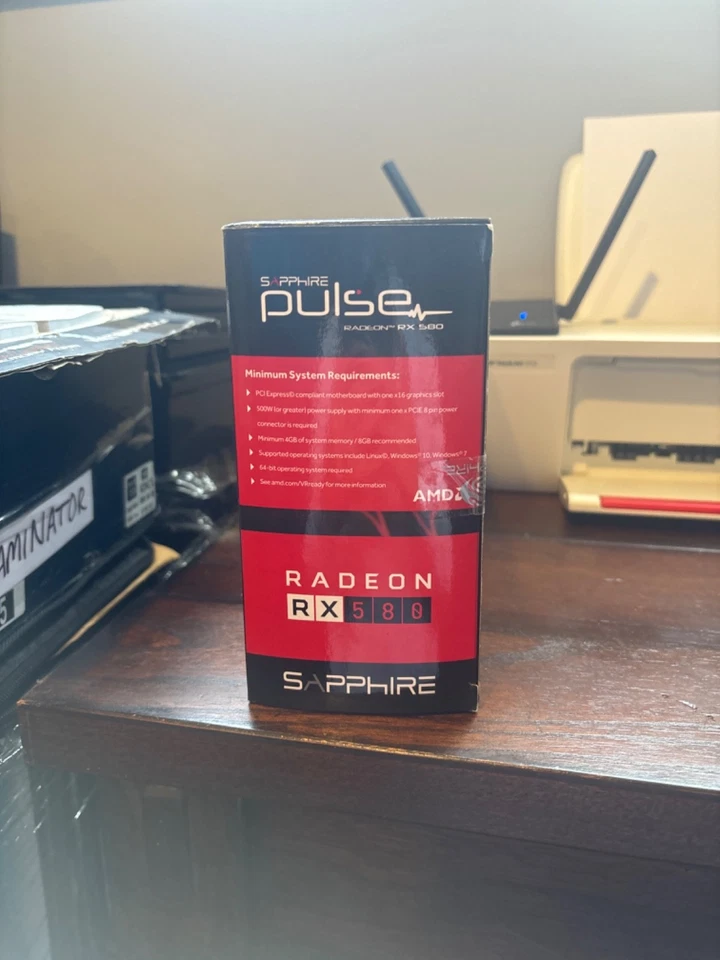 SAPPHIRE
pulse
RADEON™ RX 580
Minimum System Requirements:
PCI Express® compliant motherboard with one x16 graphics slot
500W (or greater) power supply with minimum one x PCIE 8 pin power
connector is required
Minimum 4GB of system memory / 8GB recommended
Supported operating systems include Linux®, Windows® 10, Windows® 7
64-bit operating system required
See amd.com/VRready for more information
AMD
RADEON
RX 580
SAPPHIRE
AMINATOR
5